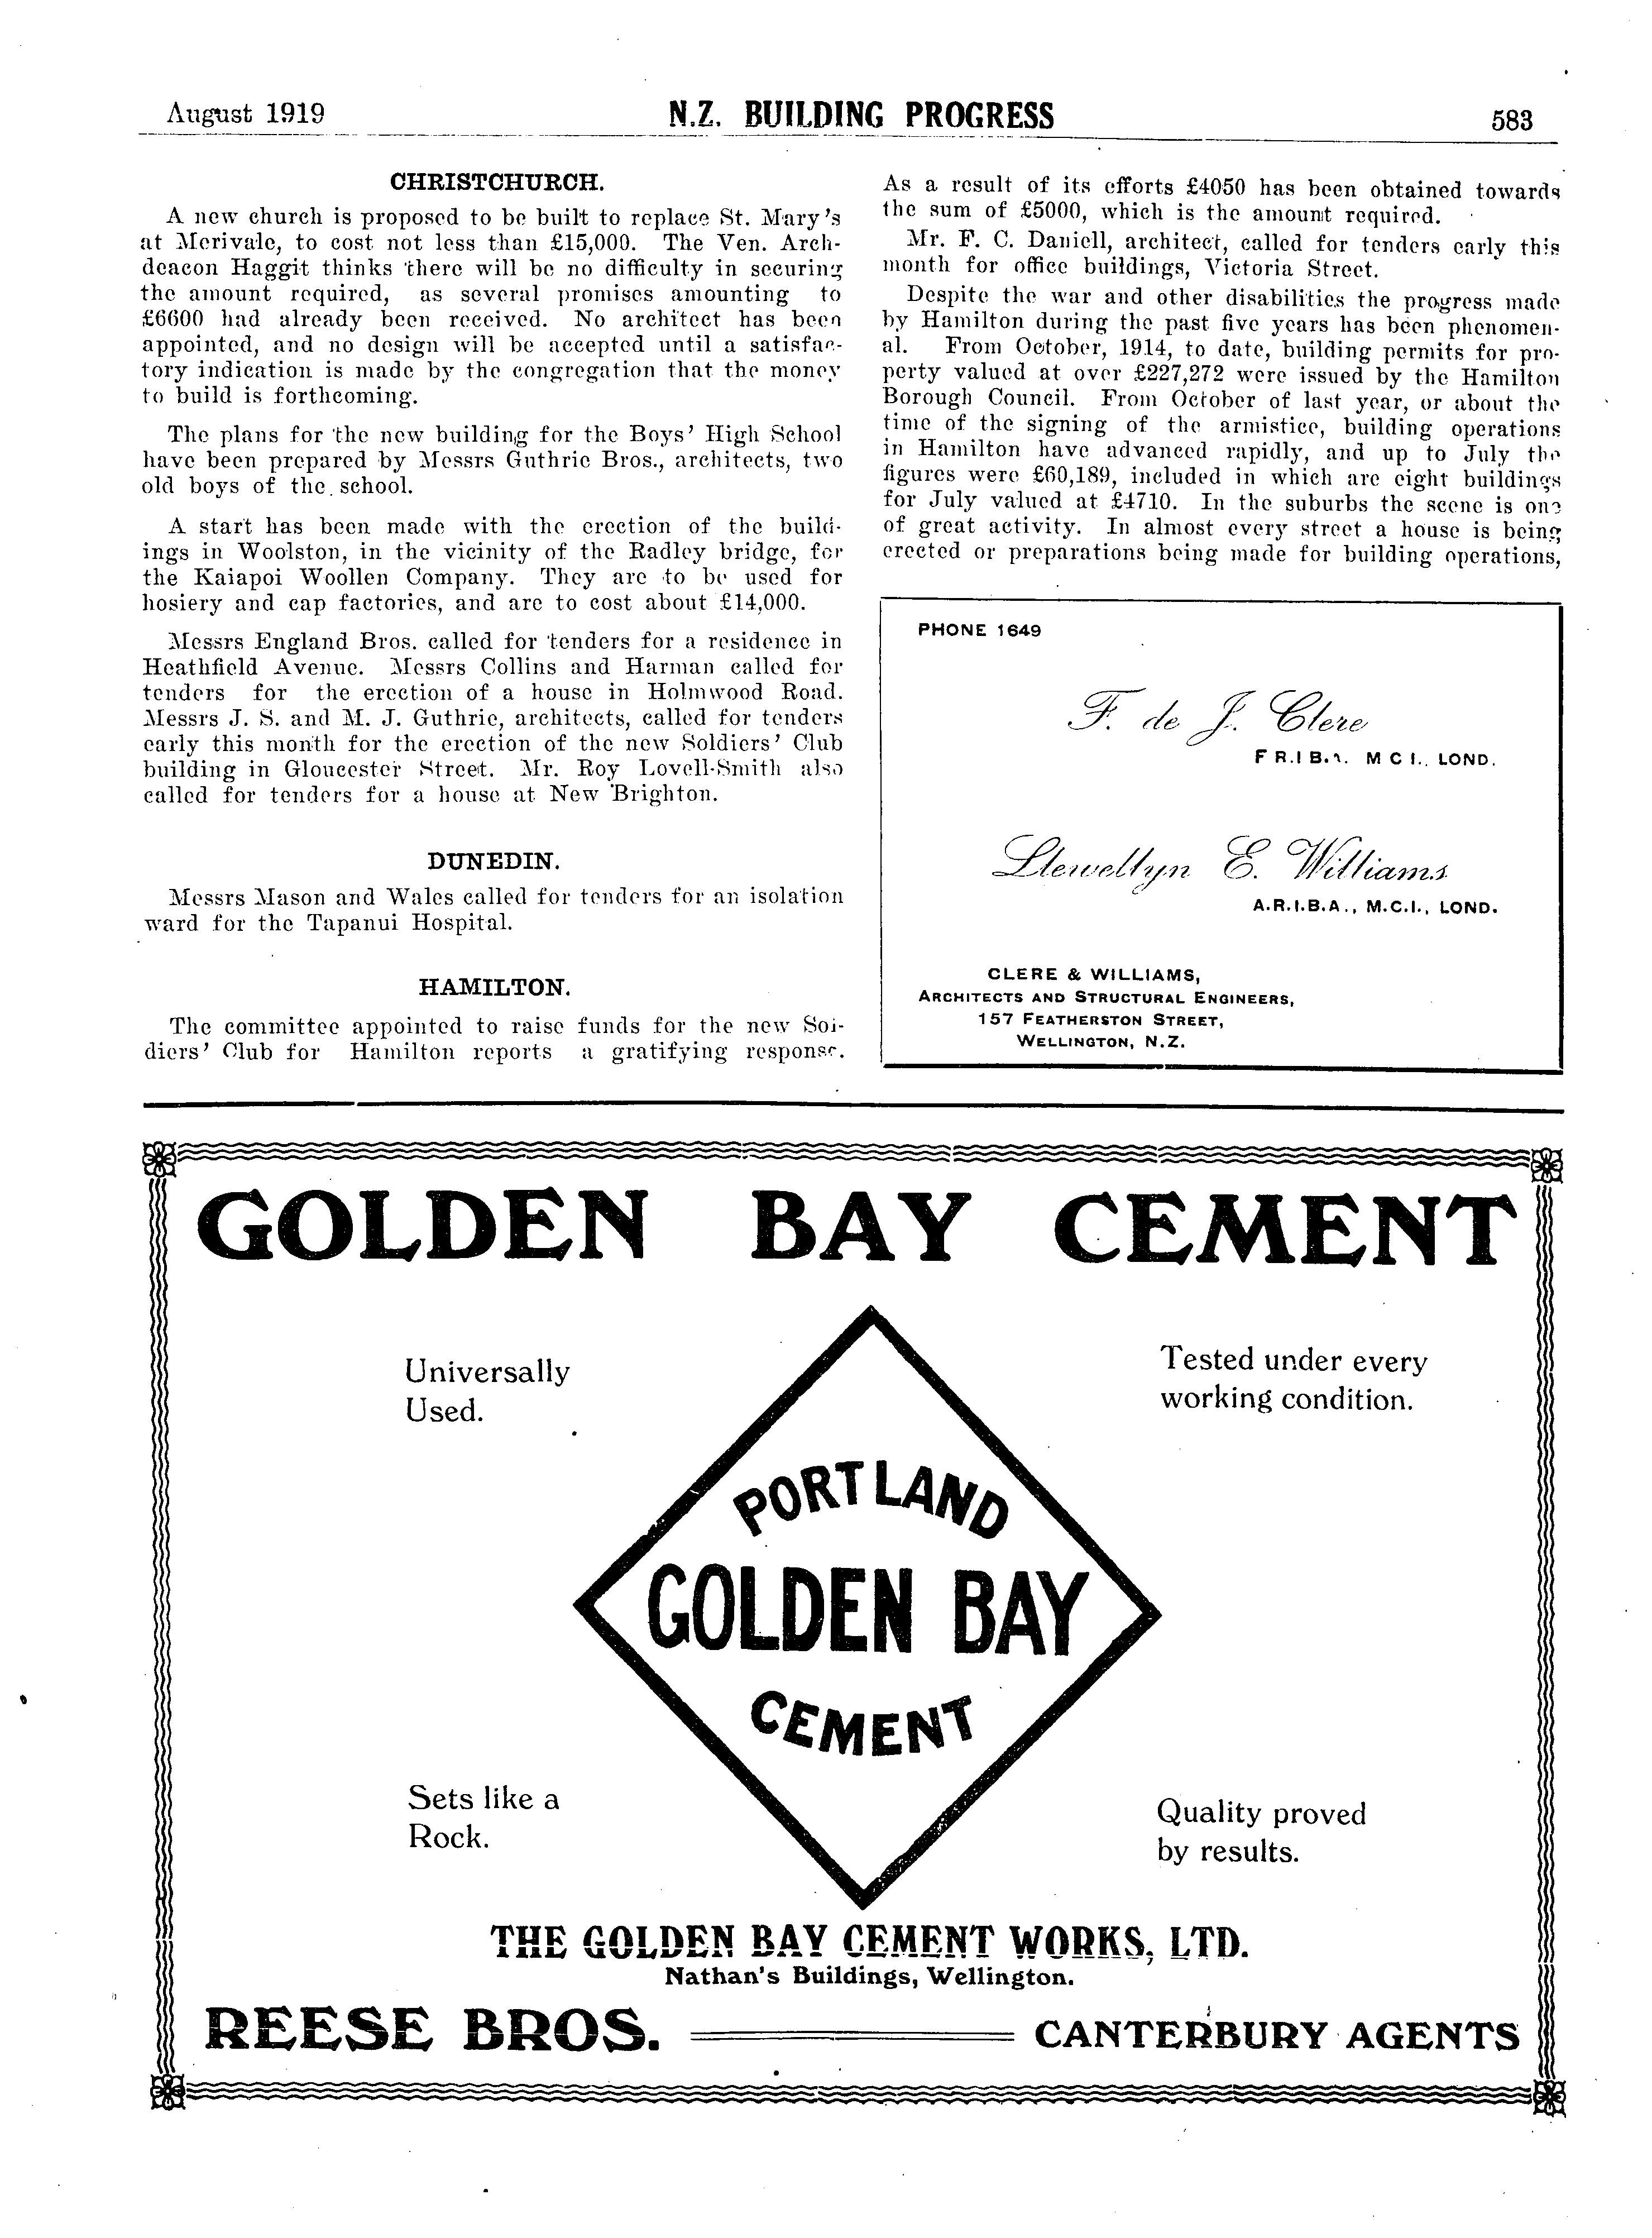 August 1919
N.Z. BUILDING PROGRESS
583
CHRISTCHURCH.
A new church is proposed to be built to replace St. Mary's
at Merivale, to cost not less than £15,000. The Ven. Arch-
deacon Haggit thinks there will be no difficulty in securing
the amount required, as several promises amounting to
£6600 had already been received. No architect has been
appointed, and no design will be accepted until a satisfac-
tory indication is made by the congregation that the money
to build is forthcoming.
The plans for the new building for the Boys' High School
have been prepared by Messrs Guthrie Bros., architects, two
old boys of the school.
A start has been made with the erection of the build-
ings in Woolston, in the vicinity of the Radley bridge, for
the Kaiapoi Woollen Company. They are to be used for
hosiery and cap factories, and are to cost about £14,000.
Messrs England Bros. called for tenders for a residence in
Heathfield Avenue. Messrs Collins and Harman called for
tenders for the erection of a house in Holmwood Road.
Messrs J. S. and M. J. Guthrie, architects, called for tenders
early this month for the erection of the new Soldiers' Club
building in Gloucester Street. Mr. Roy Lovell-Smith also
called for tenders for a house at New Brighton.
DUNEDIN.
Messrs Mason and Wales called for tenders for an isolation
ward for the Tapanui Hospital.
HAMILTON.
The committee appointed to raise funds for the new Sol-
diers' Club for Hamilton reports a gratifying response.
As a result of its efforts £4050 has been obtained towards
the sum of £5000, which is the amount required.
Mr. F. C. Daniell, architect, called for tenders early this
month for office buildings, Victoria Street.
Despite the war and other disabilities the progress made
by Hamilton during the past five years has been phenomen-
al. From October, 1914, to date, building permits for pro-
perty valued at over £227,272 were issued by the Hamilton
Borough Council. From October of last year, or about the
time of the signing of the armistice, building operations
in Hamilton have advanced rapidly, and up to July the
figures were £60,189, included in which are eight buildings
for July valued at £4710. In the suburbs the scene is one
of great activity. In almost every street a house is being
erected or preparations being made for building operations,
PHONE 1649
F. de J. Clere
F R.I B.A. M C I., LOND.
Llewellyn E. Williams
A.R.I.B.A., M.C.I., LOND.
CLERE & WILLIAMS,
ARCHITECTS AND STRUCTURAL ENGINEERS,
157 FEATHERSTON STREET,
WELLINGTON, N.Z.
GOLDEN BAY CEMENT
Universally
Used.
Tested under every
working condition.
PORTLAND
GOLDEN BAY
CEMENT
Sets like a
Rock.
Quality proved
by results.
THE GOLDEN BAY CEMENT WORKS, LTD.
Nathan's Buildings, Wellington.
REESE BROS. CANTERBURY AGENTS